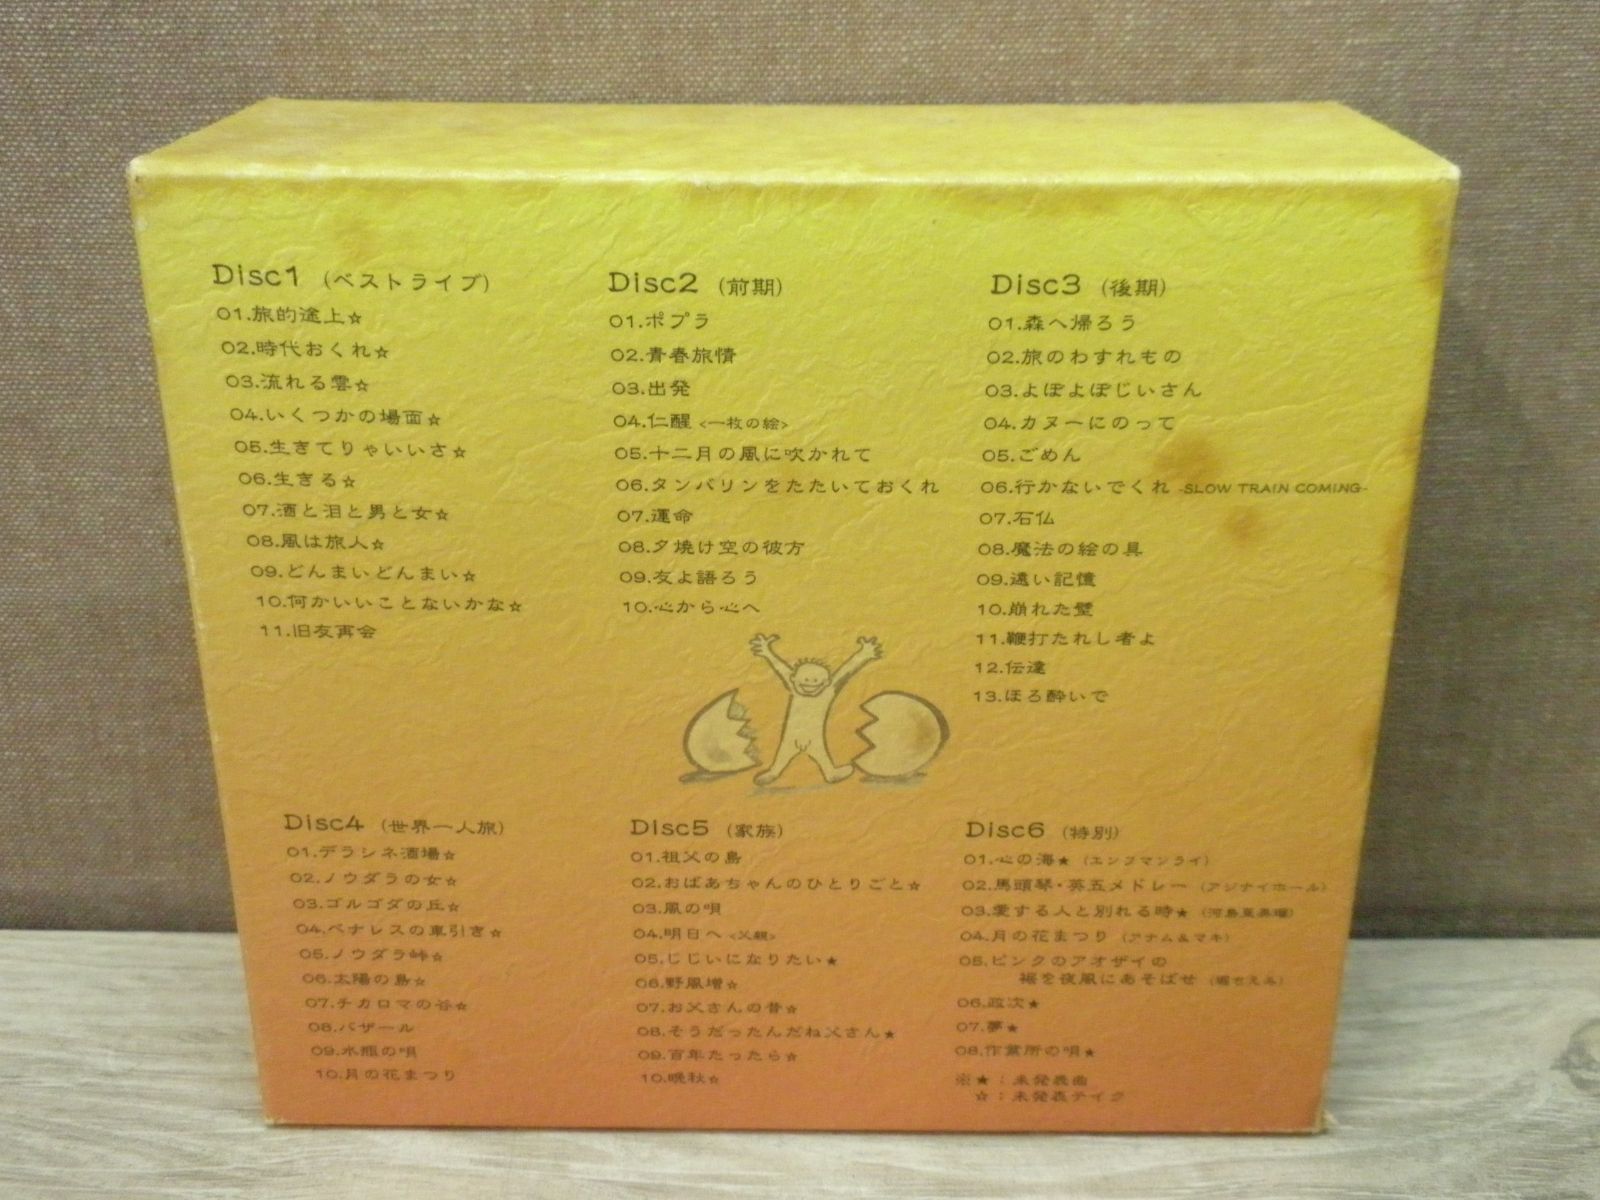 Disc1 (ベストライブ)
01.旅的途上☆
02.時代おくれ☆
03.流れる雲☆
04.いくつかの場面☆
05.生きてりゃいいさ☆
06.生きる☆
07.酒と泪と男と女☆
08.風は旅人☆
09.どんまいどんまい☆
10.何かいいことないかな☆
11.旧友再会
Disc2 (前期)
01.ポプラ
02.青春旅情
03.出発
04.仁醒 <一枚の絵>
05.十二月の風に吹かれて
06.タンバリンをたたいておくれ
07.運命
08.夕焼け空の彼方
09.友よ語ろう
10.心から心へ
Disc3 (後期)
01.森へ帰ろう
02.旅のわすれもの
03.よぼよぼじいさん
04.カヌーにのって
05.ごめん
06.行かないでくれ -SLOW TRAIN COMING-
07.石仏
08.魔法の絵の具
09.遠い記憶
10.崩れた壁
11.鞭打たれし者よ
12.伝達
13.ほろ酔いで
Disc4 (世界一人旅)
01.デラシネ酒場☆
02.ノウダラの女☆
03.ゴルゴダの丘☆
04.ベナレスの車引き☆
05.ノウダラ峠☆
06.太陽の島☆
07.チカロマの谷☆
08.バザール
09.水瓶の唄
10.月の花まつり
Disc5 (家族)
01.祖父の島
02.おばあちゃんのひとりごと☆
03.風の唄
04.明日へ <父親>
05.じじいになりたい★
06.野風増☆
07.お父さんの昔☆
08.そうだったんだね父さん★
09.百年たったら☆
10.晩秋☆
Disc6 (特別)
01.心の海★ (エンクマンライ)
02.馬頭琴・英五メドレー (アジナイホール)
03.愛する人と別れる時★ (河島亜奈睦)
04.月の花まつり (アナム&マキ)
05.ピンクのアオザイの
裾を夜風にあそばせ (堀ちえみ)
06.政次★
07.夢★
08.作業所の唄★
※★：未発表曲
☆：未発表テイク